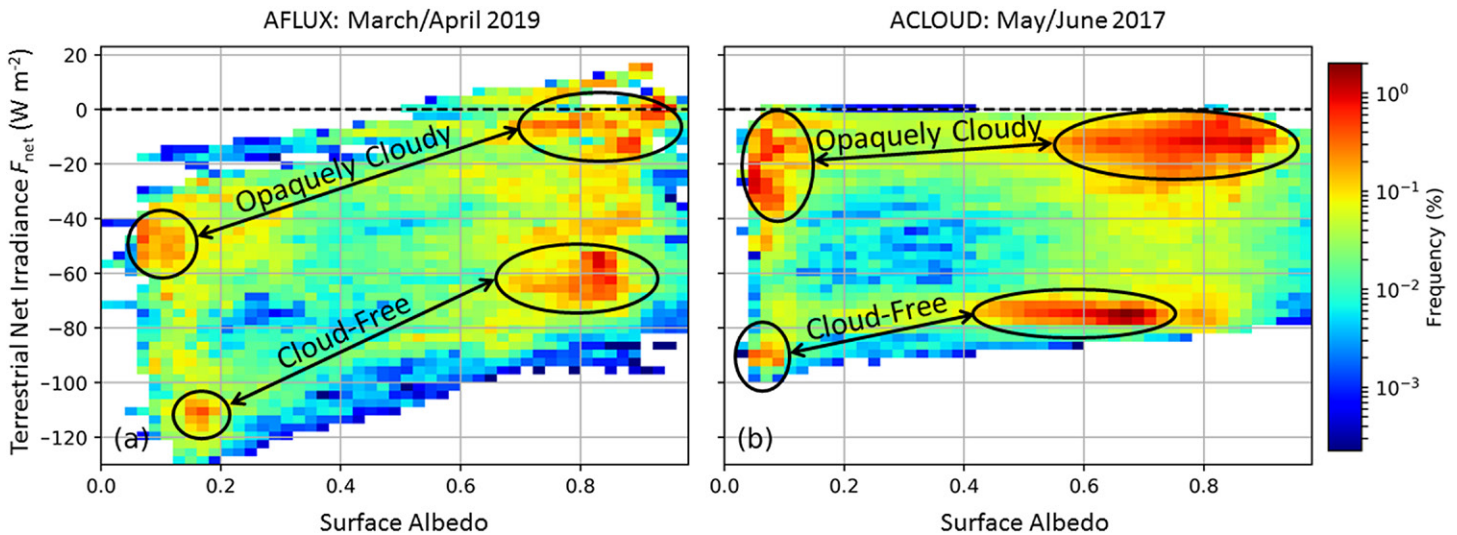 AFLUX: March/April 2019
ACLOUD: May/June 2017
Terrestrial Net Irradiance Fnet (W m-2)
20
0
−20
−40
−60
−80
−100
−120
Opaquely Cloudy
Cloud-Free
(a)
0.0 0.2 0.4 0.6 0.8
Surface Albedo
Opaquely Cloudy
Cloud-Free
(b)
0.0 0.2 0.4 0.6 0.8
Surface Albedo
10⁰
10⁻¹
10⁻²
10⁻³
Frequency (%)